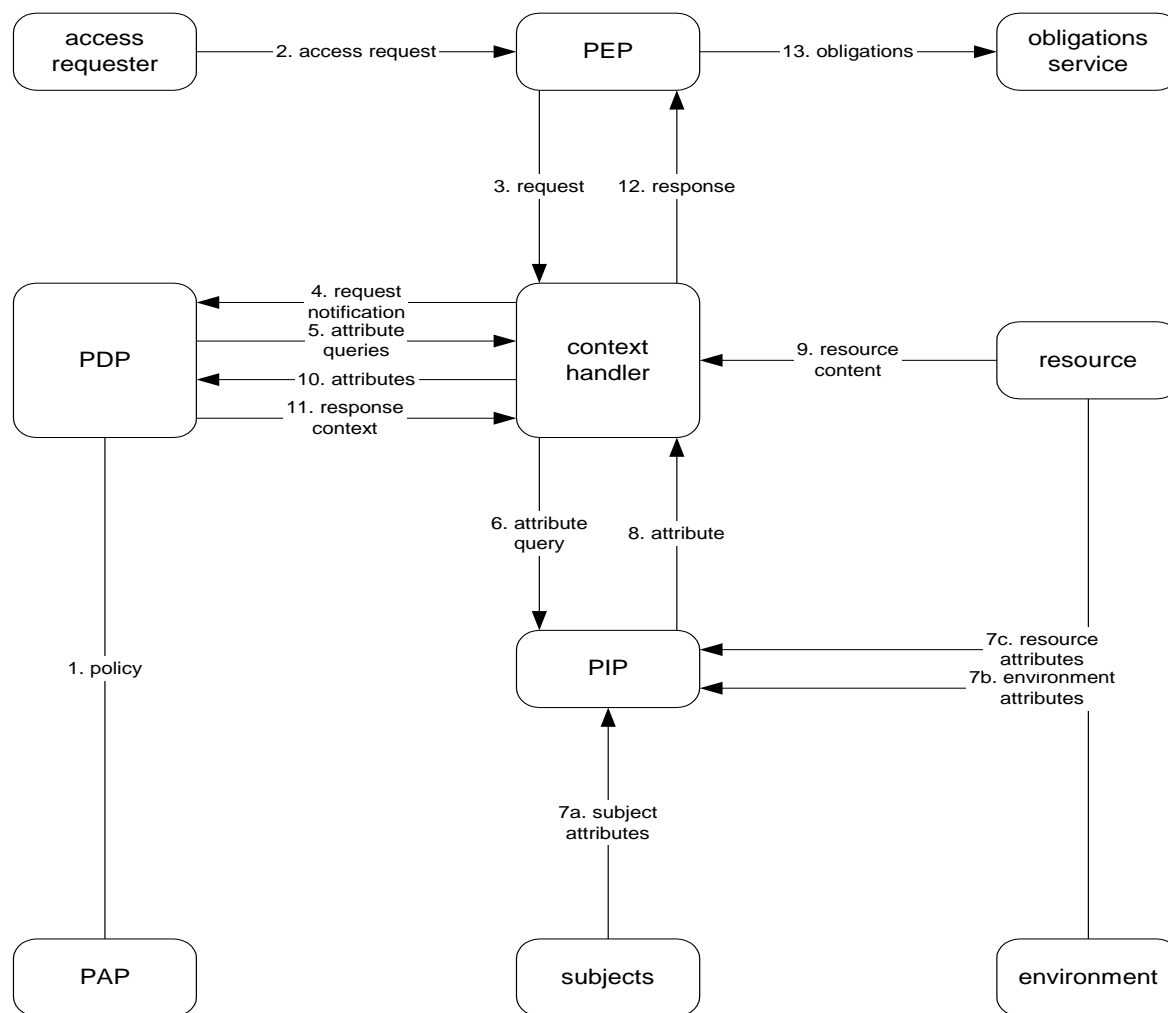 access
requester
2. access request
PEP
13. obligations
obligations
service
3. request
12. response
PDP
4. request
notification
5. attribute
queries
10. attributes
11. response
context
context
handler
9. resource
content
resource
6. attribute
query
8. attribute
1. policy
PIP
7c. resource
attributes
7b. environment
attributes
7a. subject
attributes
PAP
subjects
environment